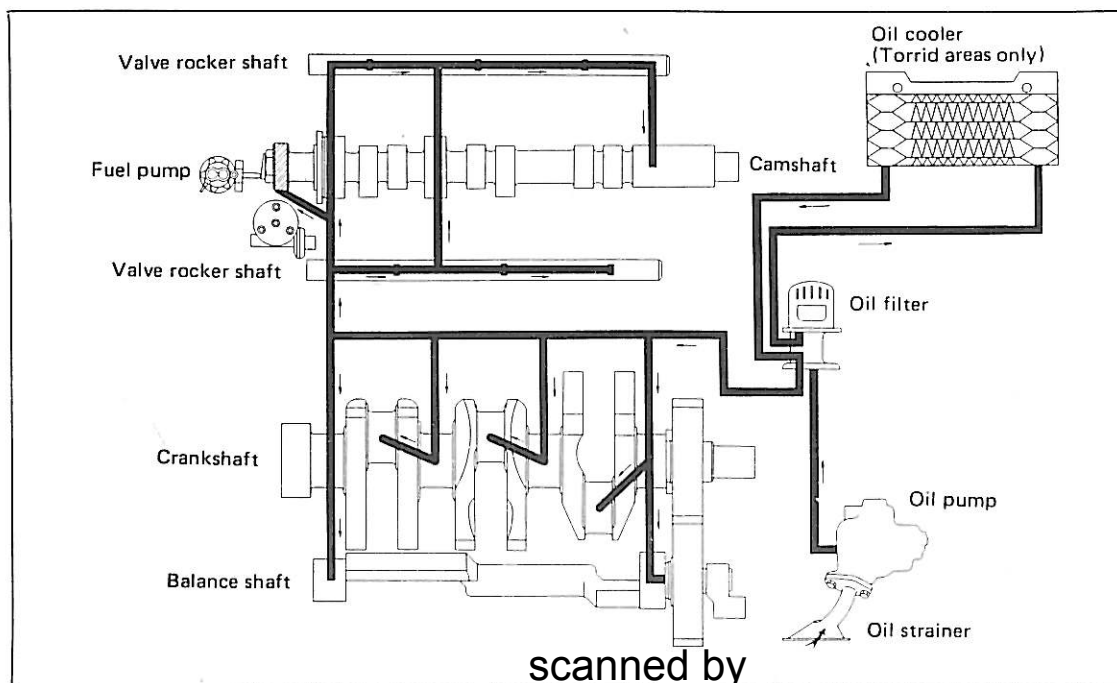 Oil cooler
(Torrid areas only)
Valve rocker shaft
Fuel pump
Camshaft
Valve rocker shaft
Oil filter
Crankshaft
Oil pump
Balance shaft
Oil strainer
scanned by